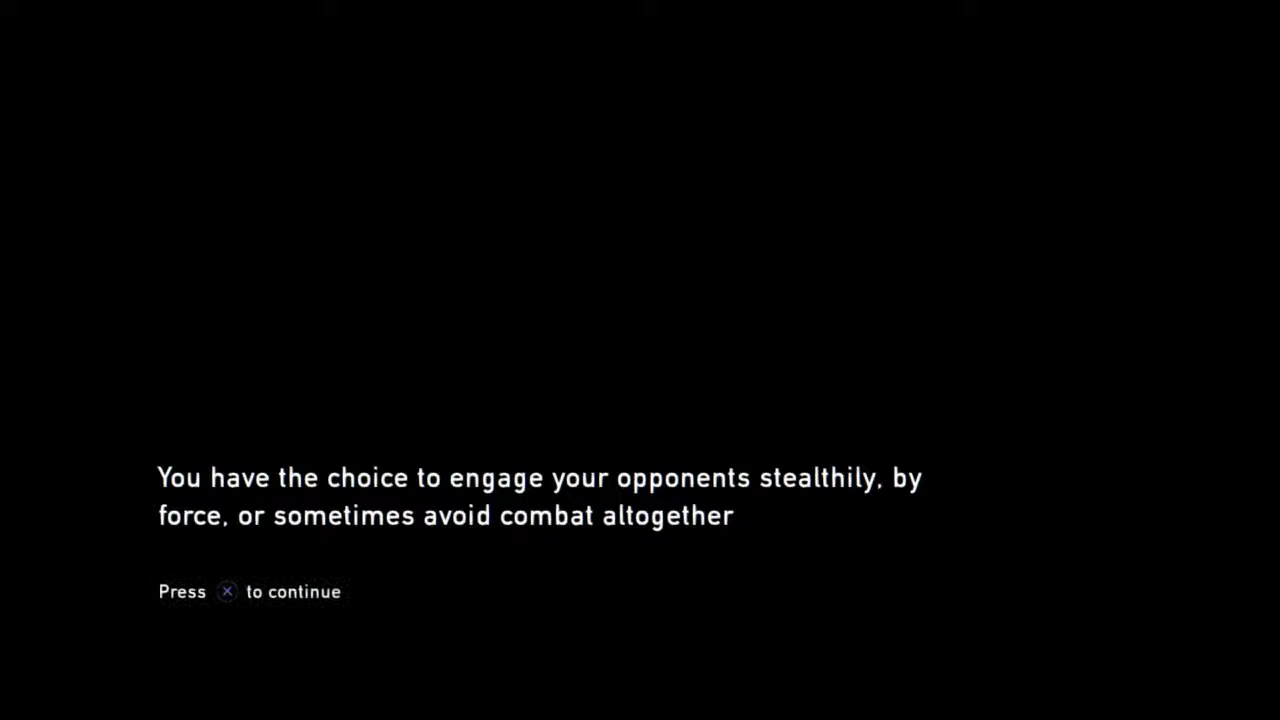 You have the choice to engage your opponents stealthily, by
force, or sometimes avoid combat altogether
Press ⓧ to continue